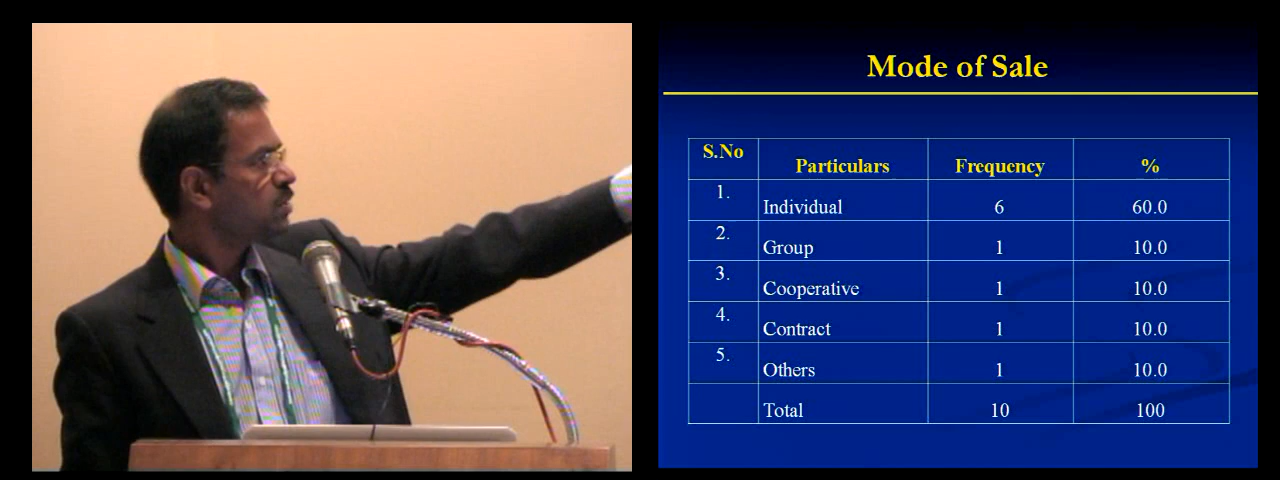 Mode of Sale
S.No Particulars Frequency %
1. Individual 6 60.0
2. Group 1 10.0
3. Cooperative 1 10.0
4. Contract 1 10.0
5. Others 1 10.0
Total 10 100